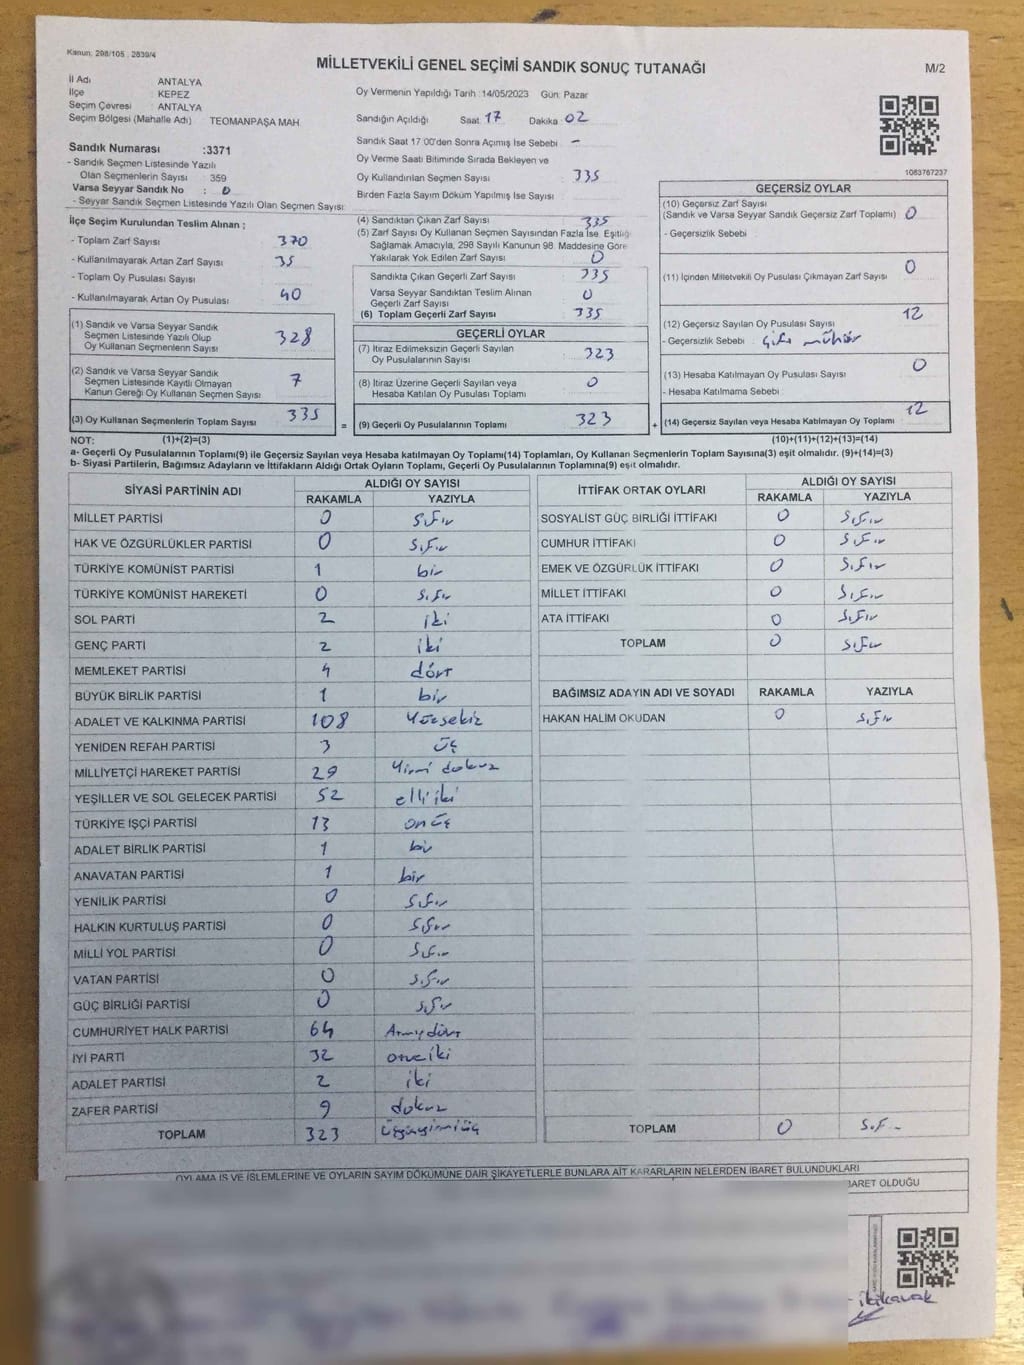 Kanun: 298/105 , 2839/4
MİLLETVEKİLİ GENEL SEÇİMİ SANDIK SONUÇ TUTANAĞI
M/2
İl Adı ANTALYA
İlçe : KEPEZ
Seçim Çevresi ANTALYA
Seçim Bölgesi (Mahalle Adı) TEOMANPAŞA MAH.
Oy Vermenin Yapıldığı Tarih :14/05/2023 Gün: Pazar
Sandığın Açıldığı Saat 17 Dakika 02
Sandık Saat 17:00'den Sonra Açımış İse Sebebi -
Oy Verme Saati Bitiminde Sırada Bekleyen ve
Oy Kullandırılan Seçmen Sayısı 335
Birden Fazla Sayım Döküm Yapılmış İse Sayısı
1083767237
Sandık Numarası :3371
- Sandık Seçmen Listesinde Yazılı
Olan Seçmenlerin Sayısı 359
Varsa Seyyar Sandık No : 0
- Seyyar Sandık Seçmen Listesinde Yazılı Olan Seçmen Sayısı:
İlçe Seçim Kurulundan Teslim Alınan ;
- Toplam Zarf Sayısı 370
- Kullanılmayarak Artan Zarf Sayısı 35
- Toplam Oy Pusulası Sayısı
- Kullanılmayarak Artan Oy Pusulası 40
(1) Sandık ve Varsa Seyyar Sandık
Seçmen Listesinde Yazılı Olup
Oy Kullanan Seçmenlerin Sayısı 328
(2) Sandık ve Varsa Seyyar Sandık
Seçmen Listesinde Kayıtlı Olmayan
Kanun Gereği Oy Kullanan Seçmen Sayısı 7
(3) Oy Kullanan Seçmenlerin Toplam Sayısı 335 =
(4) Sandıktan Çıkan Zarf Sayısı 335
(5) Zarf Sayısı Oy Kullanan Seçmen Sayısından Fazla İse, Eşitliği
Sağlamak Amacıyla, 298 Sayılı Kanunun 98. Maddesine Göre
Yakılarak Yok Edilen Zarf Sayısı 0
Sandıkta Çıkan Geçerli Zarf Sayısı 335
Varsa Seyyar Sandıktan Teslim Alınan
Geçerli Zarf Sayısı 0
(6) Toplam Geçerli Zarf Sayısı 335
GEÇERLİ OYLAR
(7) İtiraz Edilmeksizin Geçerli Sayılan
Oy Pusulalarının Sayısı 323
(8) İtiraz Üzerine Geçerli Sayılan veya
Hesaba Katılan Oy Pusulası Toplamı 0
(9) Geçerli Oy Pusulalarının Toplamı 323 +
GEÇERSİZ OYLAR
(10) Geçersiz Zarf Sayısı
(Sandık ve Varsa Seyyar Sandık Geçersiz Zarf Toplamı) 0
- Geçersizlik Sebebi
(11) İçinden Milletvekili Oy Pusulası Çıkmayan Zarf Sayısı 0
(12) Geçersiz Sayılan Oy Pusulası Sayısı 12
- Geçersizlik Sebebi : Çift mühür
(13) Hesaba Katılmayan Oy Pusulası Sayısı 0
- Hesaba Katılmama Sebebi
(14) Geçersiz Sayılan veya Hesaba Katılmayan Oy Toplamı 12
NOT: (1)+(2)=(3) (10)+(11)+(12)+(13)=(14)
a- Geçerli Oy Pusulalarının Toplamı(9) ile Geçersiz Sayılan veya Hesaba katılmayan Oy Toplamı(14) Toplamları, Oy Kullanan Seçmenlerin Toplam Sayısına(3) eşit olmalıdır. (9)+(14)=(3)
b- Siyasi Partilerin, Bağımsız Adayların ve İttifakların Aldığı Ortak Oyların Toplamı, Geçerli Oy Pusulalarının Toplamına(9) eşit olmalıdır.
SİYASİ PARTİNİN ADI ALDIĞI OY SAYISI
RAKAMLA YAZIYLA
MİLLET PARTİSİ 0 Sıfır
HAK VE ÖZGÜRLÜKLER PARTİSİ 0 Sıfır
TÜRKİYE KOMÜNİST PARTİSİ 1 bir
TÜRKİYE KOMÜNİST HAREKETİ 0 Sıfır
SOL PARTİ 2 iki
GENÇ PARTİ 2 iki
MEMLEKET PARTİSİ 4 dört
BÜYÜK BİRLİK PARTİSİ 1 bir
ADALET VE KALKINMA PARTİSİ 108 Yüzsekiz
YENİDEN REFAH PARTİSİ 3 üç
MİLLİYETÇİ HAREKET PARTİSİ 29 Yirmi dokuz
YEŞİLLER VE SOL GELECEK PARTİSİ 52 elli iki
TÜRKİYE İŞÇİ PARTİSİ 13 onüç
ADALET BİRLİK PARTİSİ 1 bir
ANAVATAN PARTİSİ 1 bir
YENİLİK PARTİSİ 0 Sıfır
HALKIN KURTULUŞ PARTİSİ 0 Sıfır
MİLLİ YOL PARTİSİ 0 Sıfır
VATAN PARTİSİ 0 Sıfır
GÜÇ BİRLİĞİ PARTİSİ 0 Sıfır
CUMHURİYET HALK PARTİSİ 64 Atmışdört
İYİ PARTİ 32 otuziki
ADALET PARTİSİ 2 iki
ZAFER PARTİSİ 9 dokuz
TOPLAM 323 üçyüzyirmiüç
İTTİFAK ORTAK OYLARI ALDIĞI OY SAYISI
RAKAMLA YAZIYLA
SOSYALİST GÜÇ BİRLİĞİ İTTİFAKI 0 Sıfır
CUMHUR İTTİFAKI 0 Sıfır
EMEK VE ÖZGÜRLÜK İTTİFAKI 0 Sıfır
MİLLET İTTİFAKI 0 Sıfır
ATA İTTİFAKI 0 Sıfır
TOPLAM 0 Sıfır
BAĞIMSIZ ADAYIN ADI VE SOYADI RAKAMLA YAZIYLA
HAKAN HALİM OKUDAN 0 Sıfır
TOPLAM 0 Sıfır
OYLAMA İŞ VE İŞLEMLERİNE VE OYLARIN SAYIM DÖKÜMÜNE DAİR ŞİKAYETLERLE BUNLARA AİT KARARLARIN NELERDEN İBARET BULUNDUKLARI
BARET OLDUĞU